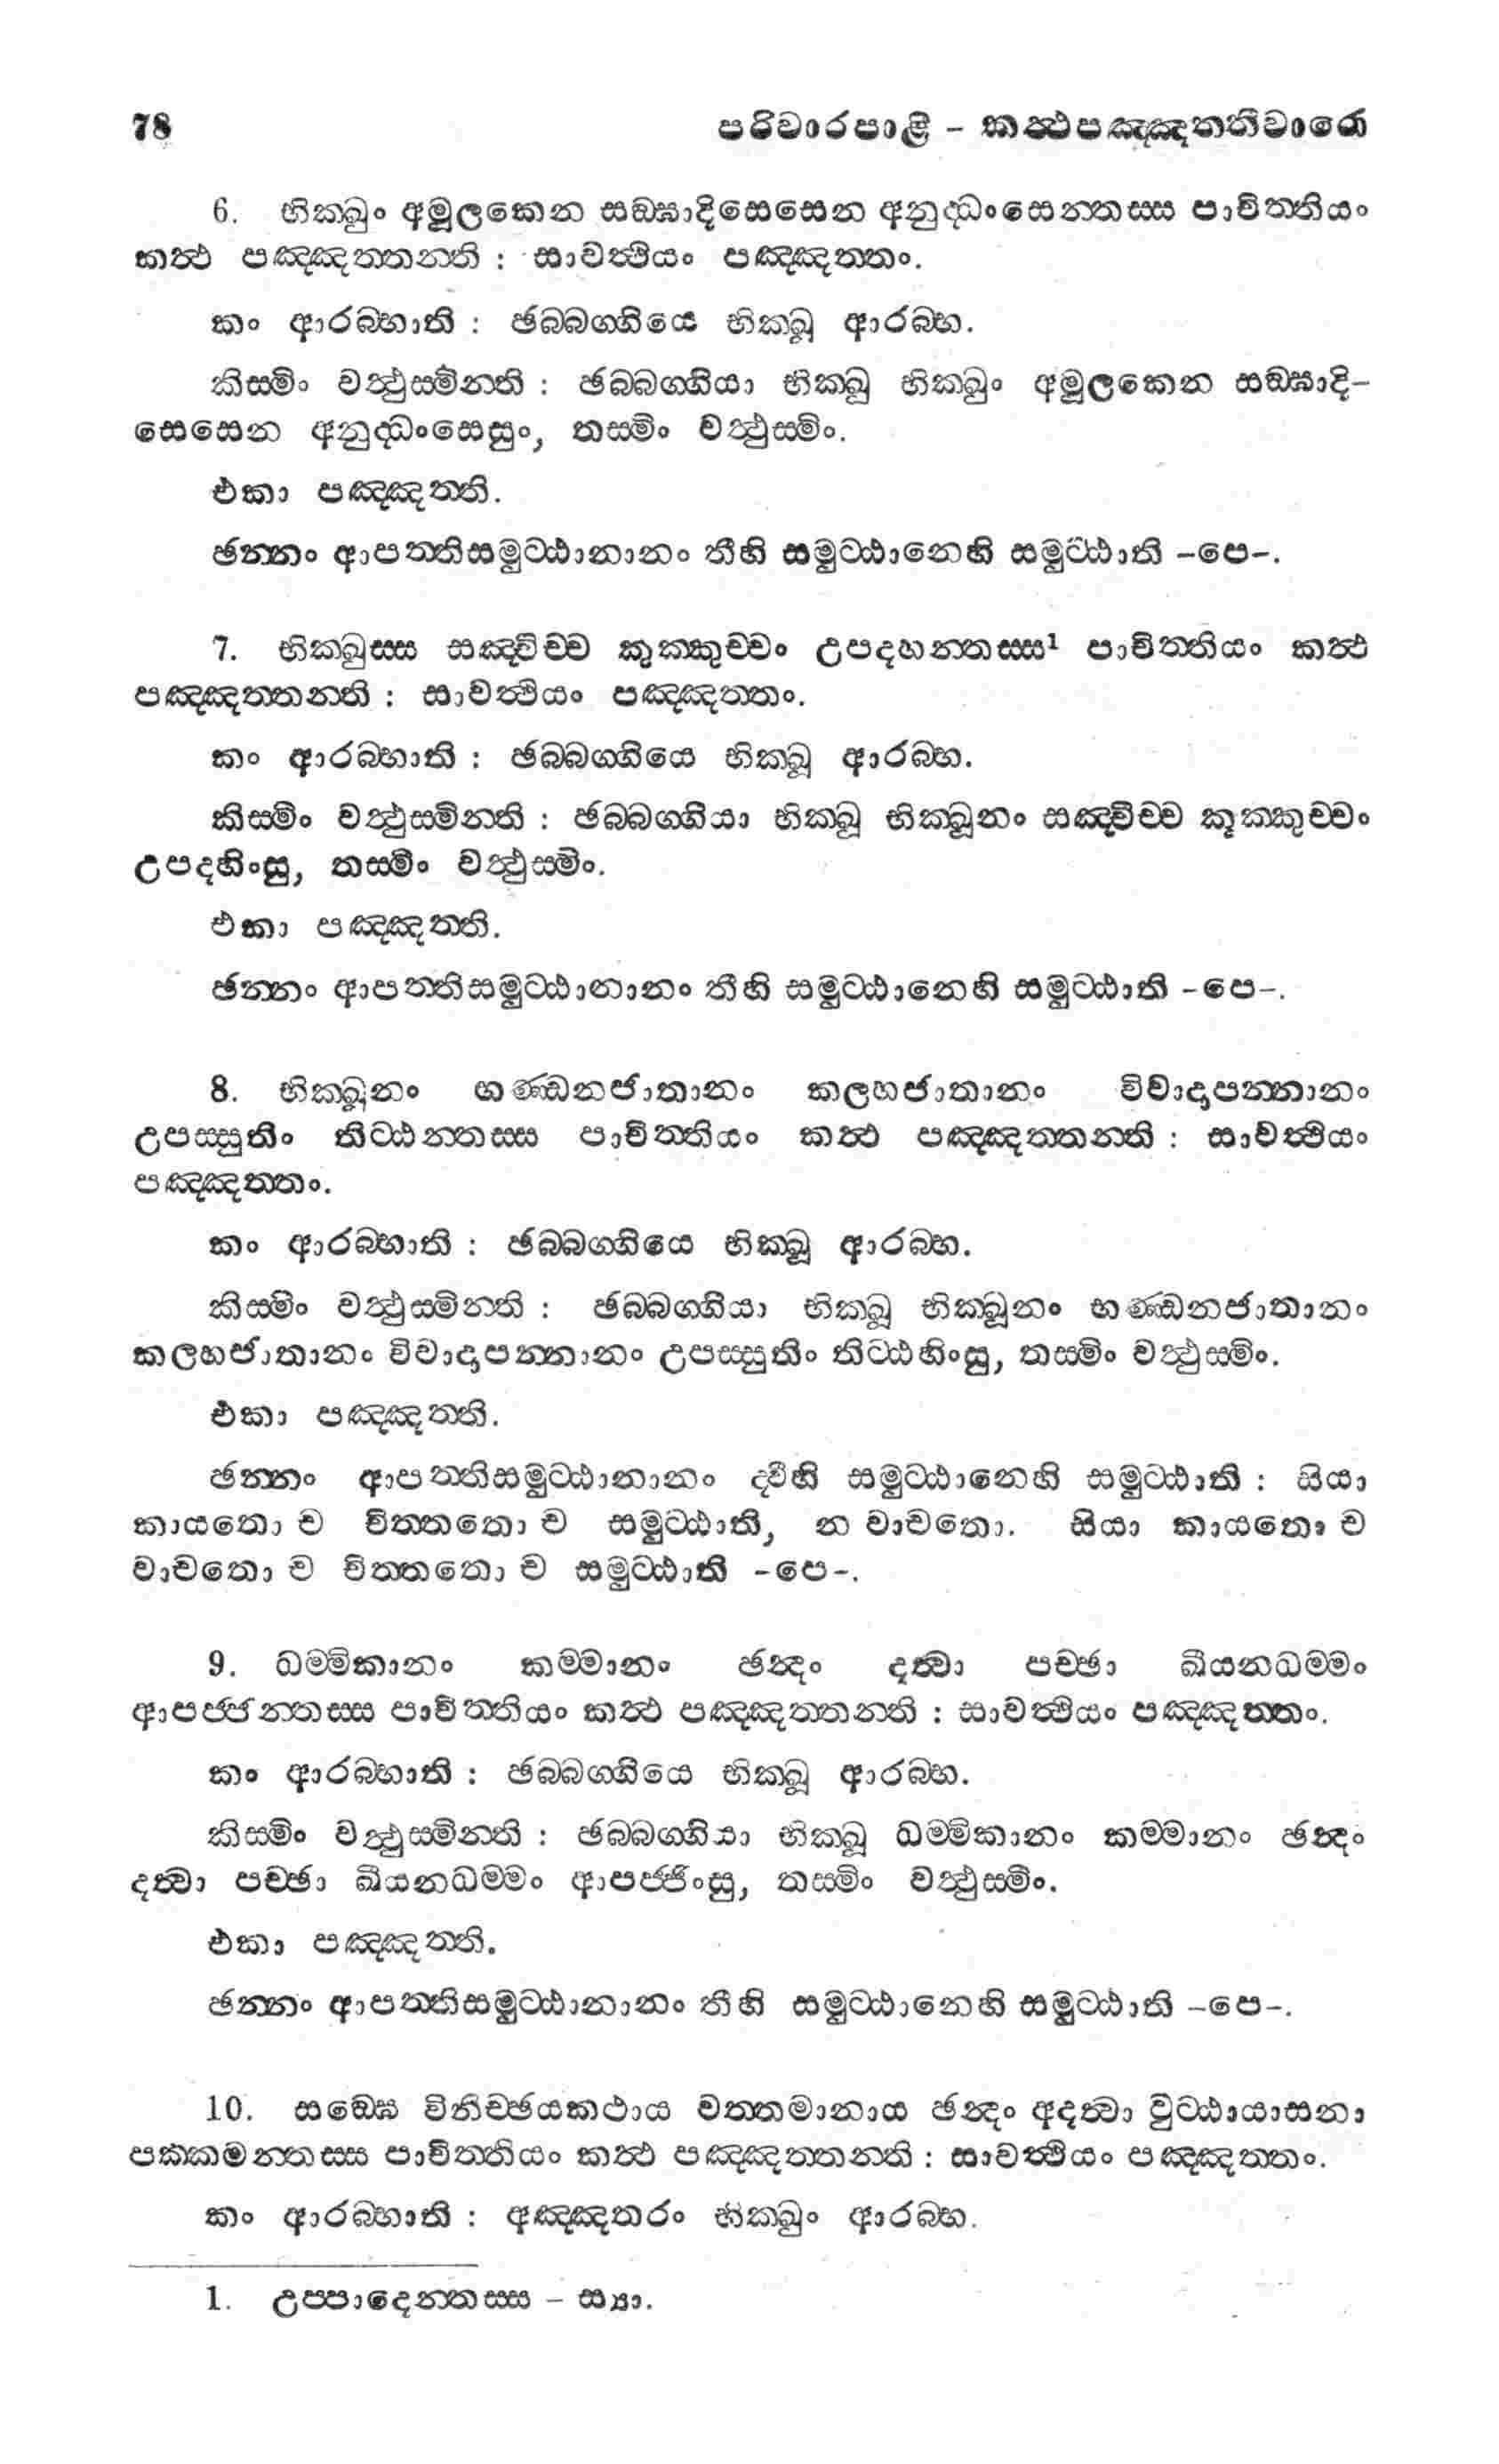 78 පරිවාරපාළි – කත්‍ථපඤ්ඤත්තිවාරෙ
6. භික්ඛුං අමූලකෙන සඞ්ඝාදිසෙසෙන අනුද්ධංසෙන්තස්ස පාචිත්තියං
කත්‍ථ පඤ්ඤත්තන්ති : සාවත්‍ථියං පඤ්ඤත්තං.
කං ආරබ්භාති : ඡබ්බග්ගියෙ භික්ඛූ ආරබ්භ.
කිස්මිං වත්‍ථුස්මින්ති : ඡබ්බග්ගියා භික්ඛූ භික්ඛුං අමූලකෙන සඞ්ඝාදි–
සෙසෙන අනුද්ධංසෙසුං, තස්මිං වත්‍ථුස්මිං.
එකා පඤ්ඤත්ති.
ඡන්නං ආපත්තිසමුට්ඨානානං තීහි සමුට්ඨානෙහි සමුට්ඨාති –පෙ–.
7. භික්ඛුස්ස සඤ්චිච්ච කුක්කුච්චං උපදහන්තස්ස¹ පාචිත්තියං කත්‍ථ
පඤ්ඤත්තන්ති : සාවත්‍ථියං පඤ්ඤත්තං.
කං ආරබ්භාති : ඡබ්බග්ගියෙ භික්ඛූ ආරබ්භ.
කිස්මිං වත්‍ථුස්මින්ති : ඡබ්බග්ගියා භික්ඛූ භික්ඛූනං සඤ්චිච්ච කූක්කුච්චං
උපදහිංසු, තස්මිං වත්‍ථුස්මිං.
එකා පඤ්ඤත්ති.
ඡන්නං ආපත්තිසමුට්ඨානානං තීහි සමුට්ඨානෙහි සමුට්ඨාති –පෙ–.
8. භික්ඛූනං භණ්ඩනජාතානං කලහජාතානං විවාදාපන්නානං
උපස්සුතිං තිට්ඨන්තස්ස පාචිත්තියං කත්‍ථ පඤ්ඤත්තන්ති : සාවත්‍ථියං
පඤ්ඤත්තං.
කං ආරබ්භාති : ඡබ්බග්ගියෙ භික්ඛූ ආරබ්භ.
කිස්මිං වත්‍ථුස්මින්ති : ඡබ්බග්ගියා භික්ඛූ භික්ඛූනං භණ්ඩනජාතානං
කලහජාතානං විවාදාපන්නානං උපස්සුතිං තිට්ඨහිංසු, තස්මිං වත්‍ථුස්මිං.
එකා පඤ්ඤත්ති.
ඡන්නං ආපත්තිසමුට්ඨානානං ද්වීහි සමුට්ඨානෙහි සමුට්ඨාති : සියා
කායතො ච චිත්තතො ච සමුට්ඨාති, න වාචතො. සියා කායතො ච
වාචතො ච චිත්තතො ච සමුට්ඨාති –පෙ–.
9. ධම්මිකානං කම්මානං ඡන්‍දං දත්‍වා පච්ඡා ඛීයනධම්මං
ආපජ්ජන්තස්ස පාචිත්තියං කත්‍ථ පඤ්ඤත්තන්ති : සාවත්‍ථියං පඤ්ඤත්තං.
කං ආරබ්භාති : ඡබ්බග්ගියෙ භික්ඛූ ආරබ්භ.
කිස්මිං වත්‍ථුස්මින්ති : ඡබ්බග්ගියා භික්ඛූ ධම්මිකානං කම්මානං ඡන්‍දං
දත්‍වා පච්ඡා ඛීයනධම්මං ආපජ්ජිංසු, තස්මිං වත්‍ථුස්මිං.
එකා පඤ්ඤත්ති.
ඡන්නං ආපත්තිසමුට්ඨානානං තීහි සමුට්ඨානෙහි සමුට්ඨාති –පෙ–.
10. සඞ්ඝෙ විනිච්ඡයකථාය වත්තමානාය ඡන්‍දං අදත්‍වා වුට්ඨායාසනා
පක්කමන්තස්ස පාචිත්තියං කත්‍ථ පඤ්ඤත්තන්ති : සාවත්‍ථියං පඤ්ඤත්තං.
කං ආරබ්භාති : අඤ්ඤතරං භික්ඛුං ආරබ්භ.
1. උප්පාදෙන්තස්ස – ස්‍යා.